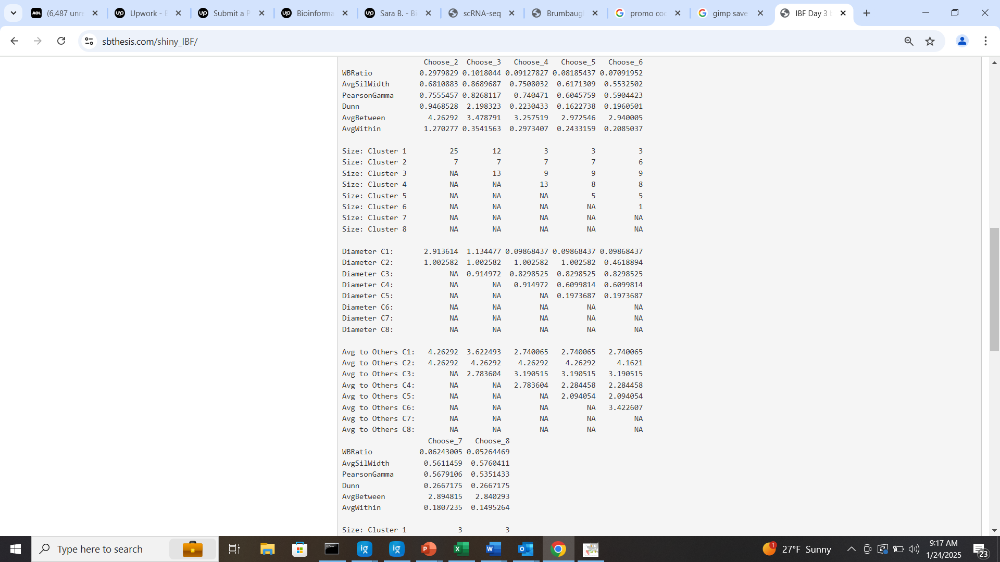 AOL (6,487 unre
up Upwork - E
up Submit a P
up Bioinforma
up Sara B. - Bi
scRNA-seq
Brumbaugh
promo coo
gimp save
IBF Day 3 b
sbthesis.com/shiny_IBF/
Choose_2 Choose_3 Choose_4 Choose_5 Choose_6
WBRatio 0.2979829 0.1018044 0.09127827 0.08185437 0.07091952
AvgSilWidth 0.6810883 0.8689687 0.7508032 0.6171309 0.5532502
PearsonGamma 0.7555457 0.8268117 0.740471 0.6045759 0.5904423
Dunn 0.9468528 2.198323 0.2230433 0.1622738 0.1960501
AvgBetween 4.26292 3.478791 3.257519 2.972546 2.940005
AvgWithin 1.270277 0.3541563 0.2973407 0.2433159 0.2085037
Size: Cluster 1 25 12 3 3 3
Size: Cluster 2 7 7 7 7 6
Size: Cluster 3 NA 13 9 9 9
Size: Cluster 4 NA NA 13 8 8
Size: Cluster 5 NA NA NA 5 5
Size: Cluster 6 NA NA NA NA 1
Size: Cluster 7 NA NA NA NA NA
Size: Cluster 8 NA NA NA NA NA
Diameter C1: 2.913614 1.134477 0.09868437 0.09868437 0.09868437
Diameter C2: 1.002582 1.002582 1.002582 1.002582 0.4618894
Diameter C3: NA 0.914972 0.8298525 0.8298525 0.8298525
Diameter C4: NA NA 0.914972 0.6099814 0.6099814
Diameter C5: NA NA NA 0.1973687 0.1973687
Diameter C6: NA NA NA NA NA
Diameter C7: NA NA NA NA NA
Diameter C8: NA NA NA NA NA
Avg to Others C1: 4.26292 3.622493 2.740065 2.740065 2.740065
Avg to Others C2: 4.26292 4.26292 4.26292 4.26292 4.1621
Avg to Others C3: NA 2.783604 3.190515 3.190515 3.190515
Avg to Others C4: NA NA 2.783604 2.284458 2.284458
Avg to Others C5: NA NA NA 2.094054 2.094054
Avg to Others C6: NA NA NA NA 3.422607
Avg to Others C7: NA NA NA NA NA
Avg to Others C8: NA NA NA NA NA
Choose_7 Choose_8
WBRatio 0.06243005 0.05264469
AvgSilWidth 0.5611459 0.5760411
PearsonGamma 0.5679106 0.5351433
Dunn 0.2667175 0.2667175
AvgBetween 2.894815 2.840293
AvgWithin 0.1807235 0.1495264
Size: Cluster 1 3 3
Type here to search
ig
ig
1
27°F Sunny
9:17 AM
1/24/2025
23